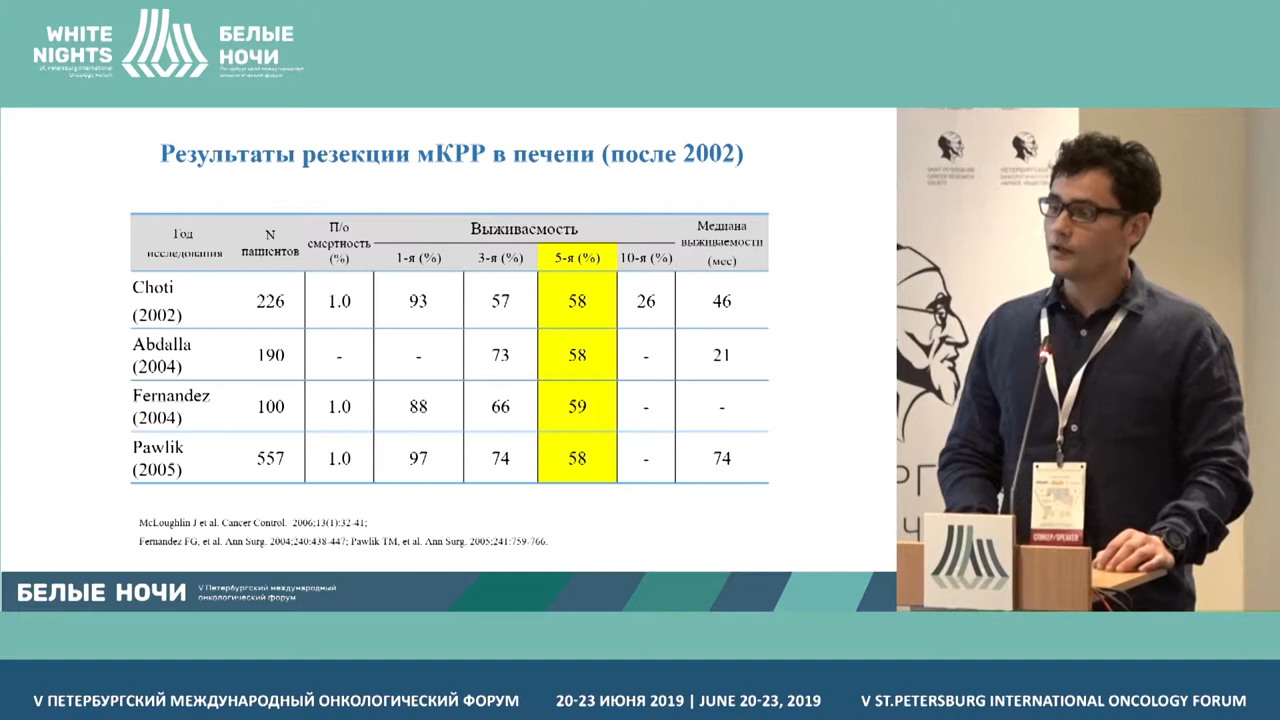 WHITE
NIGHTS
St. Petersburg International
Oncology Forum
БЕЛЫЕ
НОЧИ
Петербургский международный
онкологический форум
Результаты резекции мКРР в печени (после 2002)
Год
исследования
N
пациентов
П/о
смертность
(%)
Выживаемость
1-я (%) 3-я (%) 5-я (%) 10-я (%)
Медиана
выживаемости
(мес)
Choti
(2002)
226 1.0 93 57 58 26 46
Abdalla
(2004)
190 - - 73 58 - 21
Fernandez
(2004)
100 1.0 88 66 59 - -
Pawlik
(2005)
557 1.0 97 74 58 - 74
McLoughlin J et al. Cancer Control. 2006;13(1):32-41;
Fernandez FG, et al. Ann Surg. 2004;240:438-447; Pawlik TM, et al. Ann Surg. 2005;241:759-766.
БЕЛЫЕ НОЧИ
V Петербургский международный
онкологический форум
СПИКЕР/SPEAKER
V ПЕТЕРБУРГСКИЙ МЕЖДУНАРОДНЫЙ ОНКОЛОГИЧЕСКИЙ ФОРУМ 20-23 ИЮНЯ 2019 | JUNE 20-23, 2019 V ST.PETERSBURG INTERNATIONAL ONCOLOGY FORUM